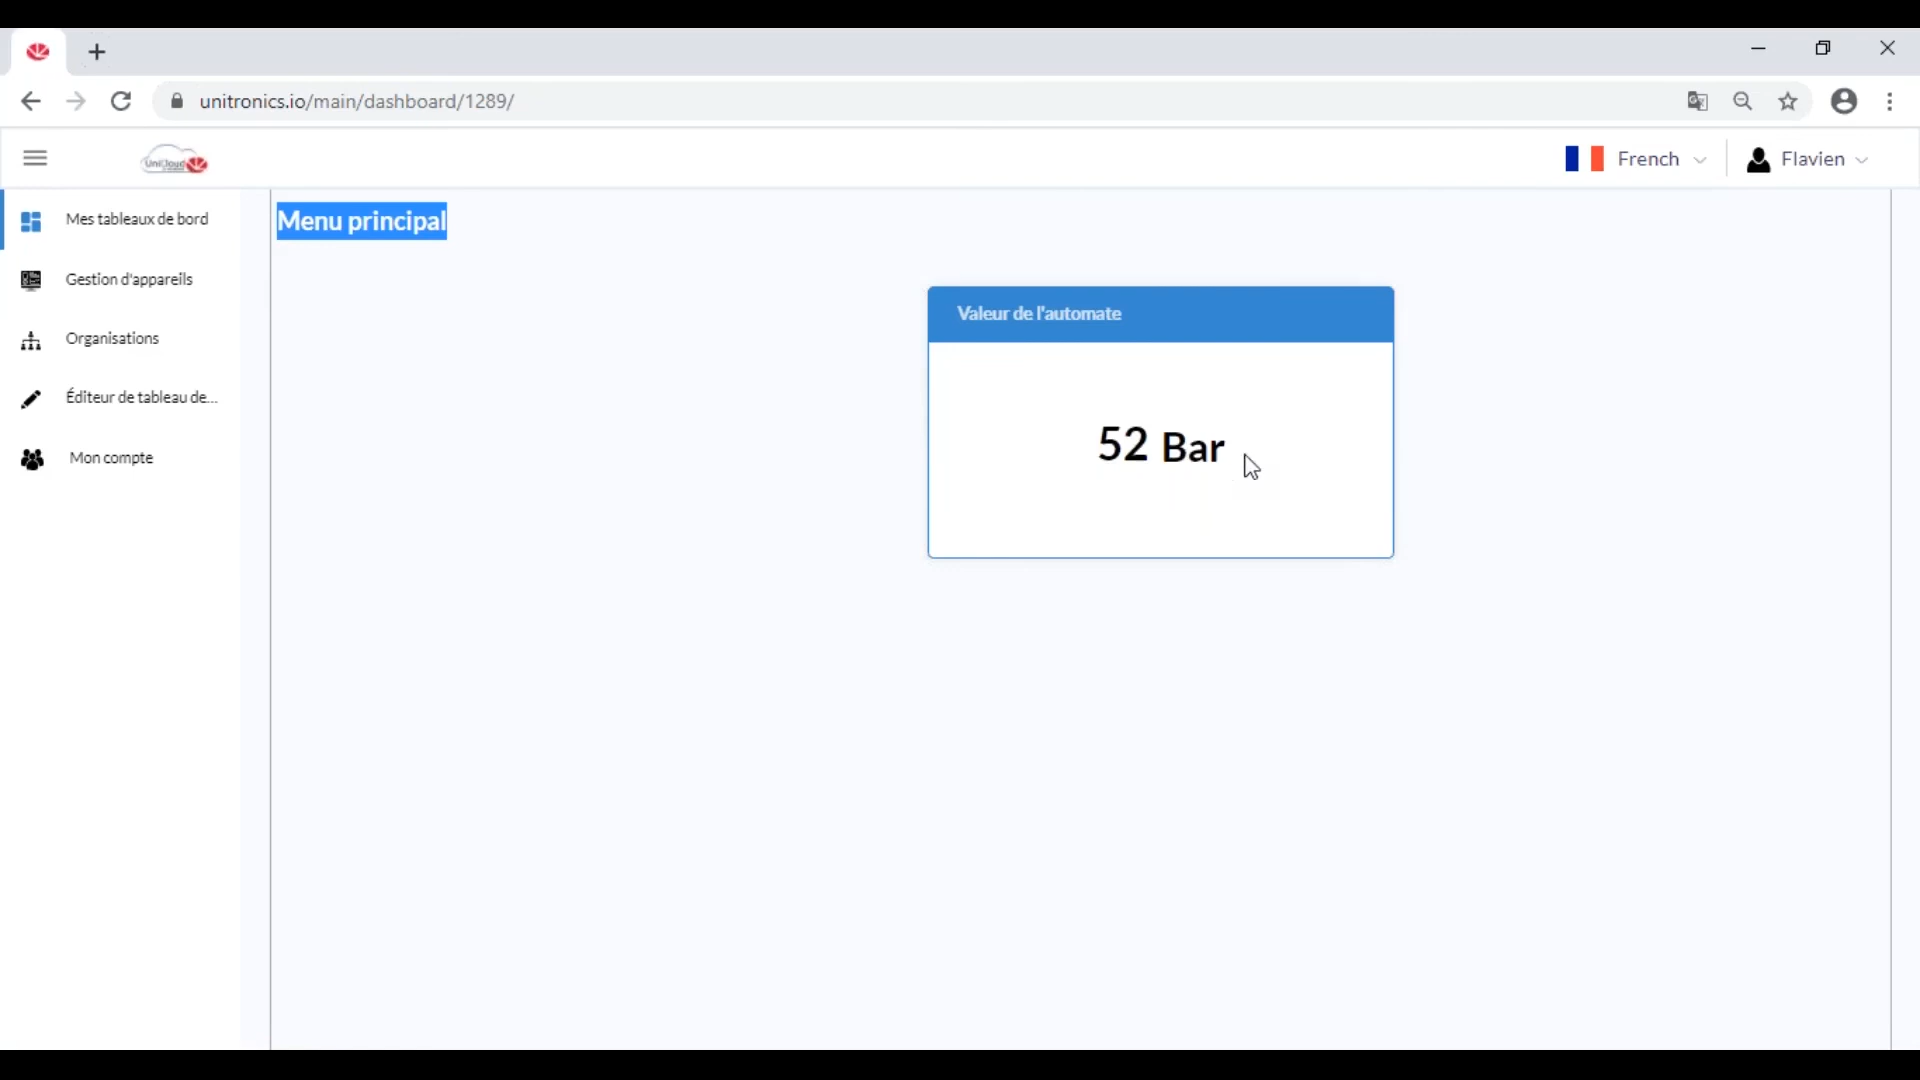 unitronics.io/main/dashboard/1289/
UniCloud
French
Flavien
Mes tableaux de bord
Gestion d'appareils
Organisations
Éditeur de tableau de...
Mon compte
Menu principal
Valeur de l'automate
52 Bar